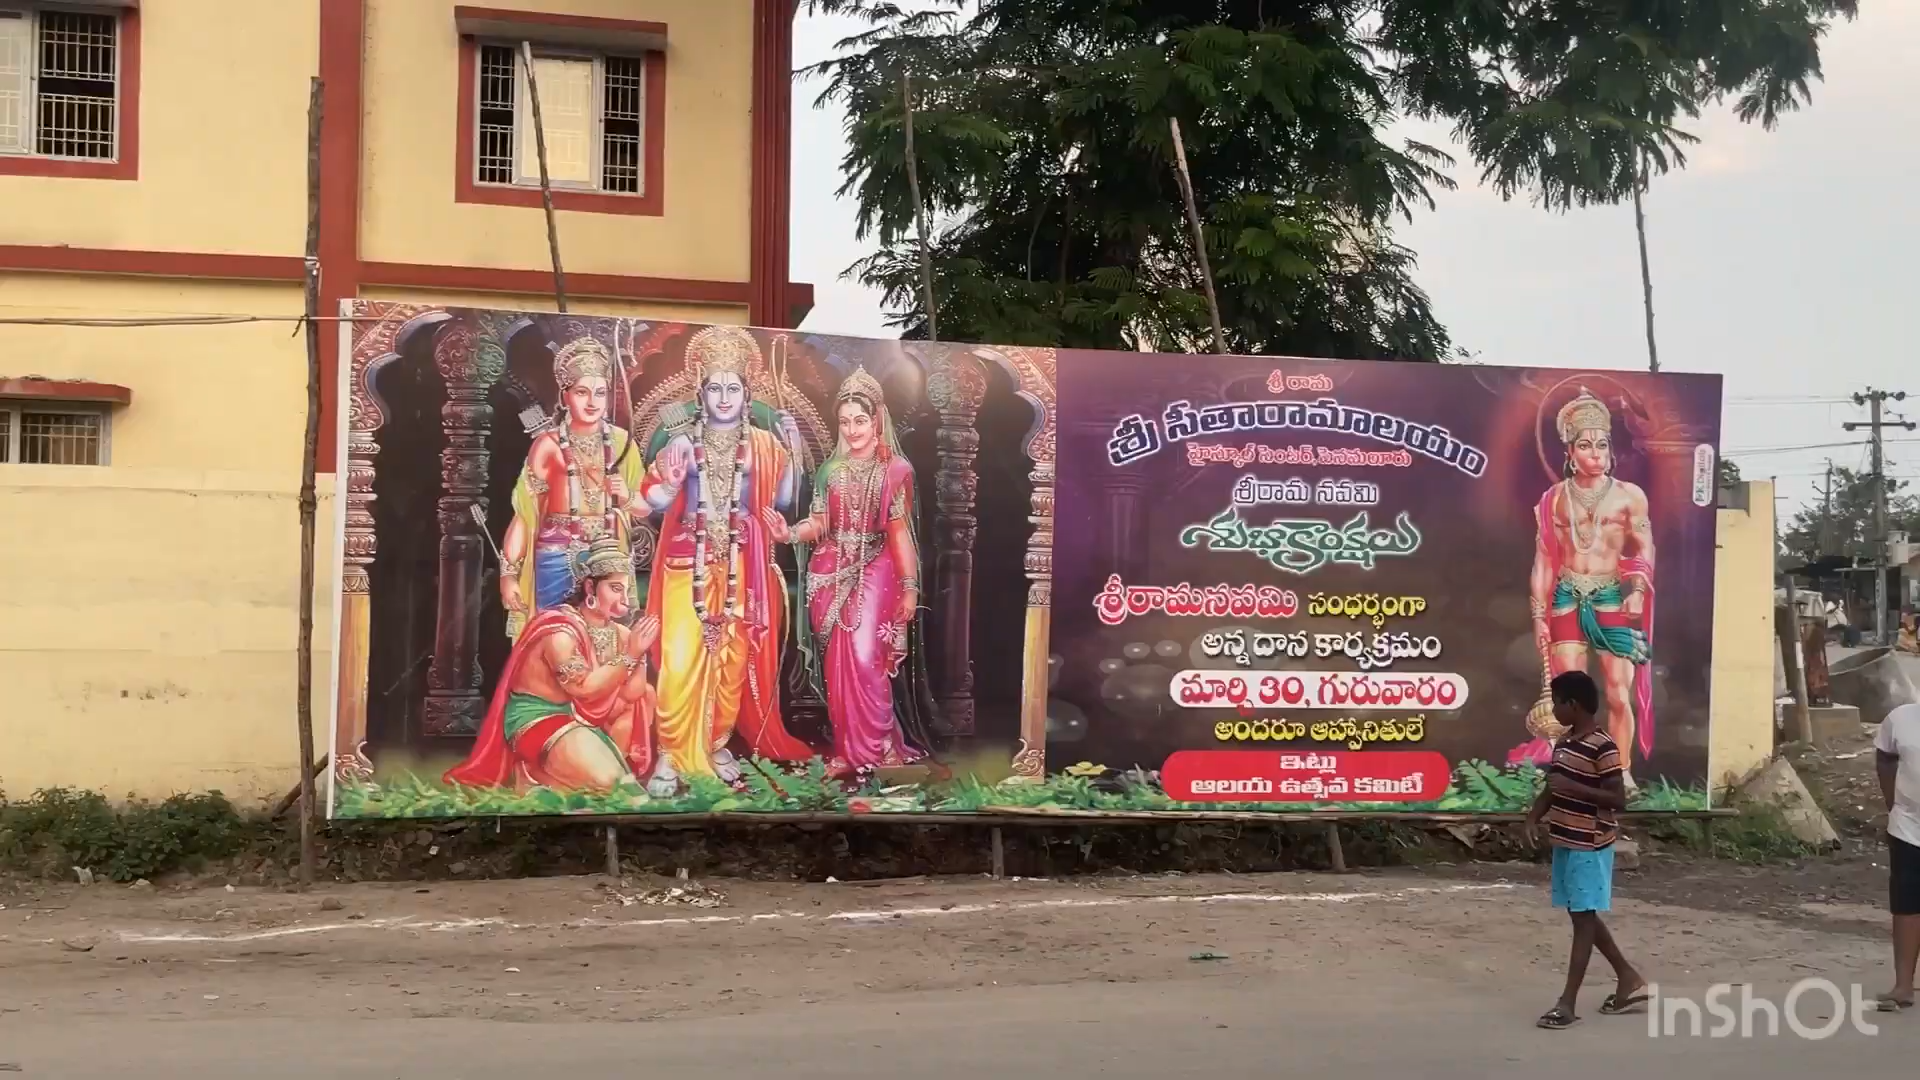 శ్రీ రామ
శ్రీ సీతారామాలయం
హైస్కూల్ సెంటర్, పెనమలూరు
శ్రీరామ నవమి
శుభాకాంక్షలు
శ్రీరామనవమి సందర్భంగా
అన్నదాన కార్యక్రమం
మార్చి 30, గురువారం
అందరూ ఆహ్వానితులే
ఇట్లు
ఆలయ ఉత్సవ కమిటీ
InShOt